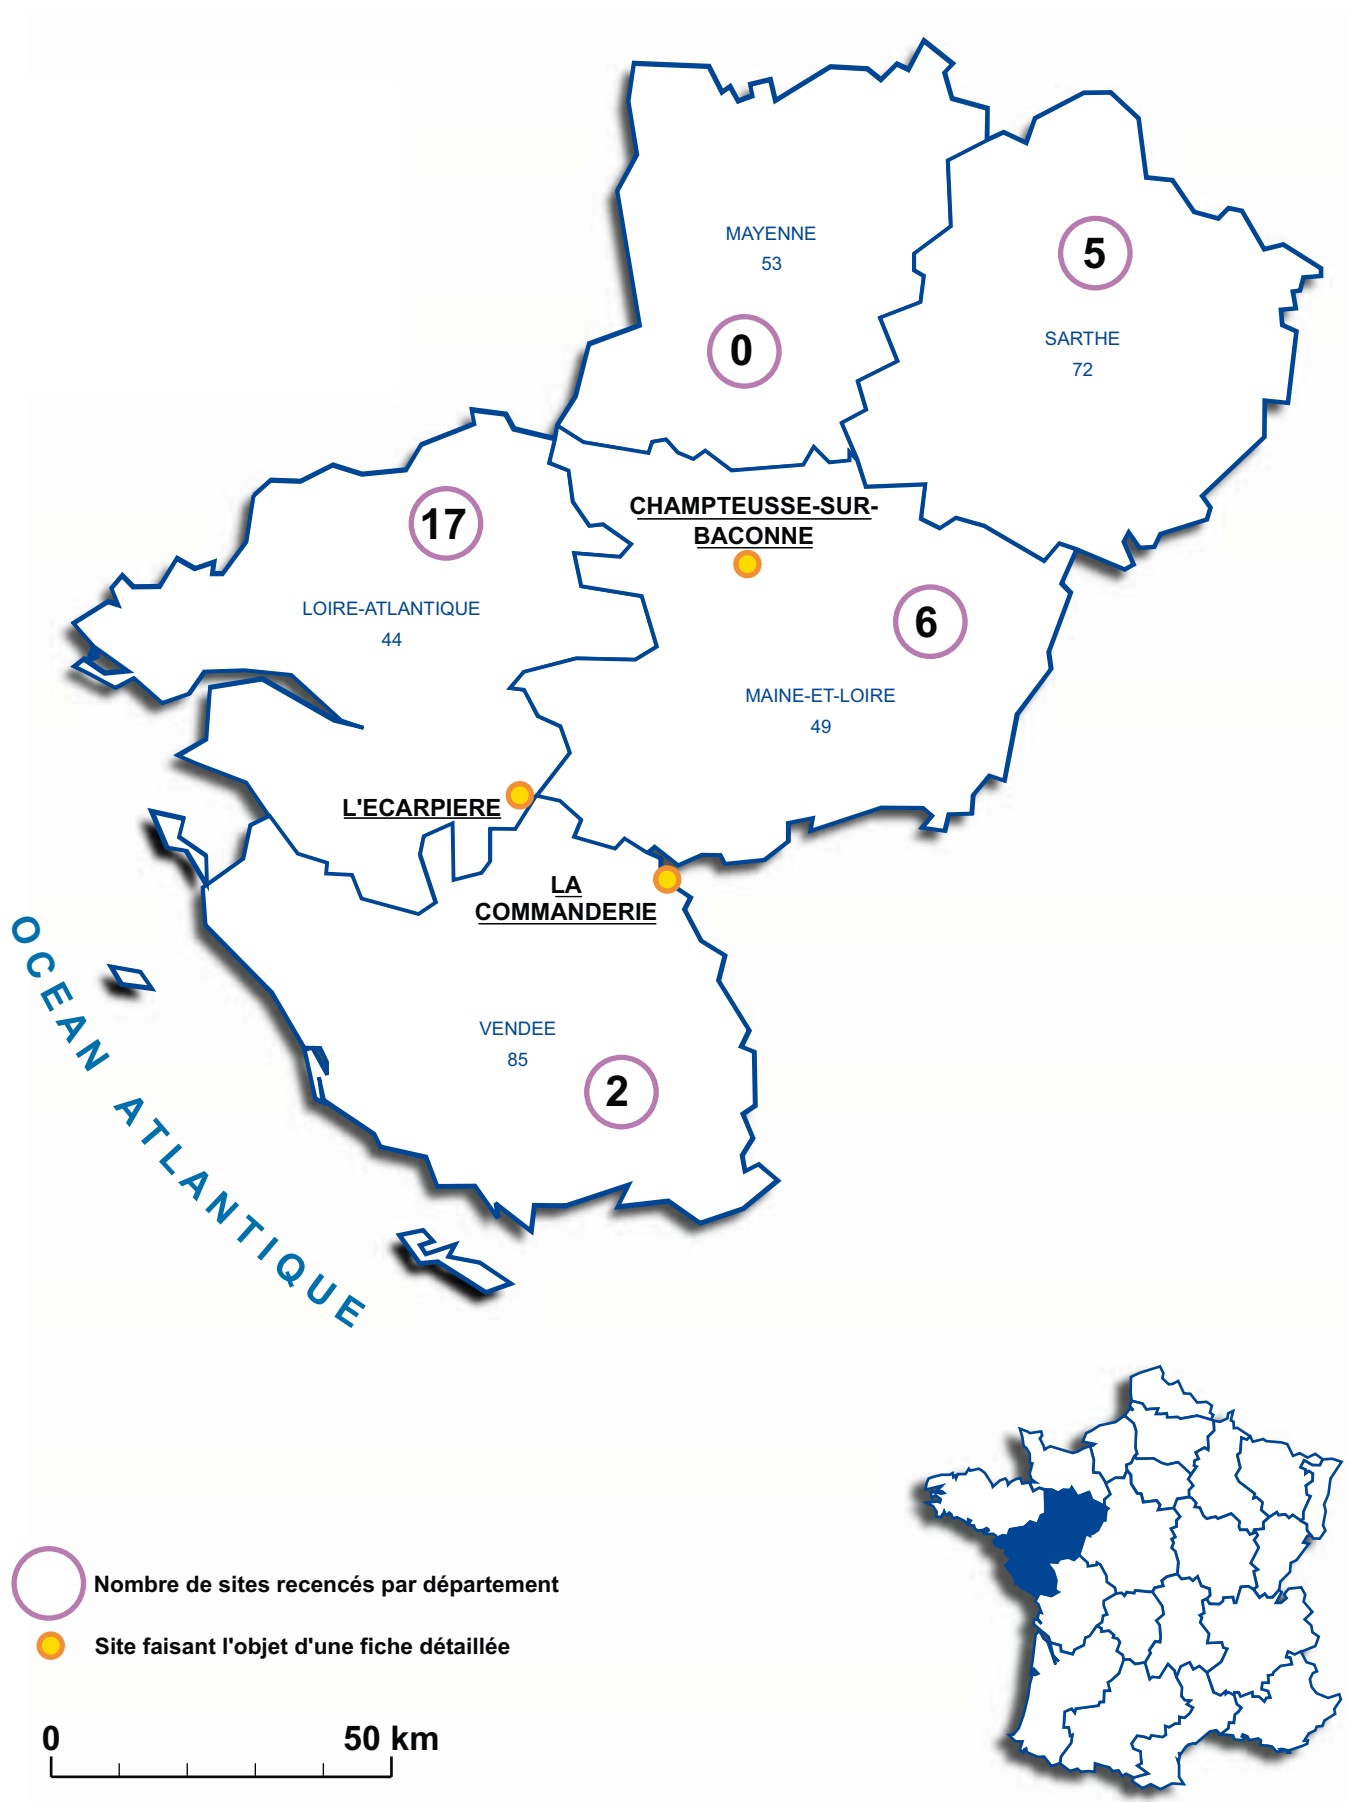 MAYENNE
53
0
5
SARTHE
72
17
LOIRE-ATLANTIQUE
44
CHAMPTEUSSE-SUR-
BACONNE
6
MAINE-ET-LOIRE
49
L'ECARPIERE
LA
COMMANDERIE
VENDEE
85
2
OCEAN ATLANTIQUE
Nombre de sites recencés par département
Site faisant l'objet d'une fiche détaillée
0 50 km